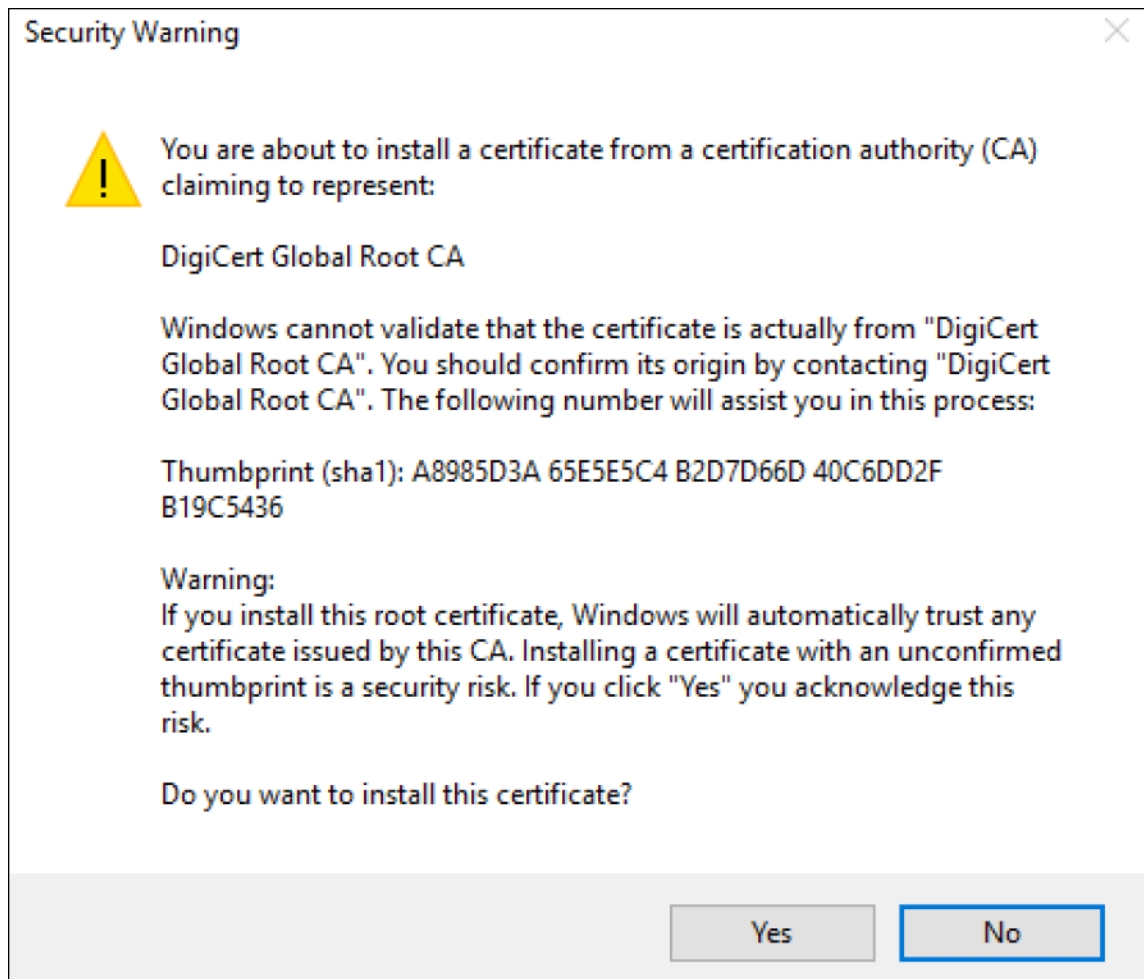 Security Warning
You are about to install a certificate from a certification authority (CA)
claiming to represent:
DigiCert Global Root CA
Windows cannot validate that the certificate is actually from "DigiCert
Global Root CA". You should confirm its origin by contacting "DigiCert
Global Root CA". The following number will assist you in this process:
Thumbprint (sha1): A8985D3A 65E5E5C4 B2D7D66D 40C6DD2F
B19C5436
Warning:
If you install this root certificate, Windows will automatically trust any
certificate issued by this CA. Installing a certificate with an unconfirmed
thumbprint is a security risk. If you click "Yes" you acknowledge this
risk.
Do you want to install this certificate?
Yes
No